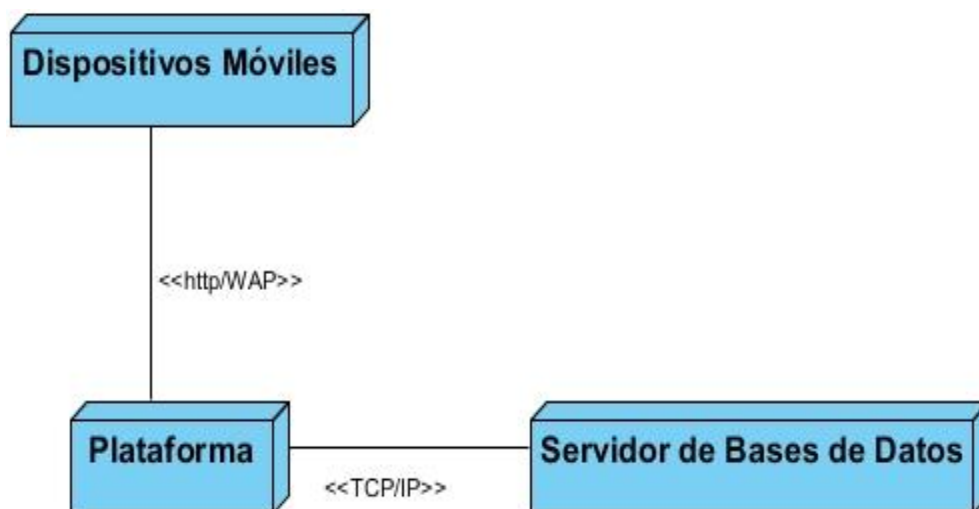 Dispositivos Móviles
<<http/WAP>>
Plataforma
Servidor de Bases de Datos
<<TCP/IP>>